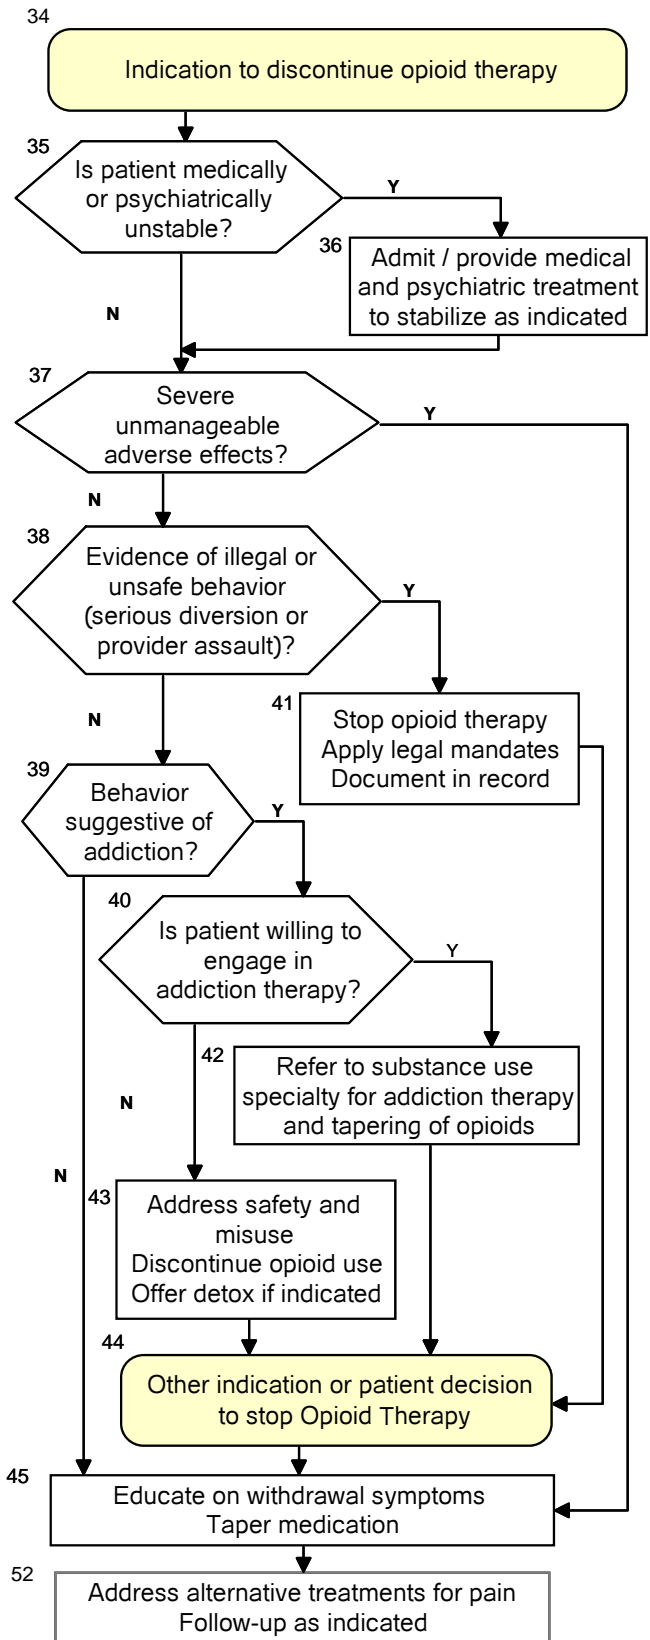 34
Indication to discontinue opioid therapy
35
Is patient medically
or psychiatrically
unstable?
Y
36
Admit / provide medical
and psychiatric treatment
to stabilize as indicated
N
37
Severe
unmanageable
adverse effects?
Y
N
38
Evidence of illegal or
unsafe behavior
(serious diversion or
provider assault)?
Y
41
Stop opioid therapy
Apply legal mandates
Document in record
N
39
Behavior
suggestive of
addiction?
Y
40
Is patient willing to
engage in
addiction therapy?
Y
42
Refer to substance use
specialty for addiction therapy
and tapering of opioids
N
N
43
Address safety and
misuse
Discontinue opioid use
Offer detox if indicated
44
Other indication or patient decision
to stop Opioid Therapy
45
Educate on withdrawal symptoms
Taper medication
52
Address alternative treatments for pain
Follow-up as indicated